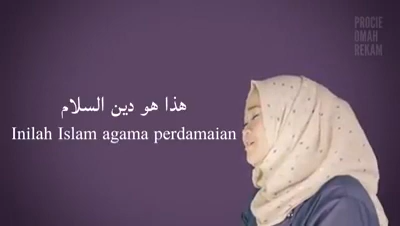 PROCIE
OMAH
REKAM
هذا هو دين السلام
Inilah Islam agama perdamaian